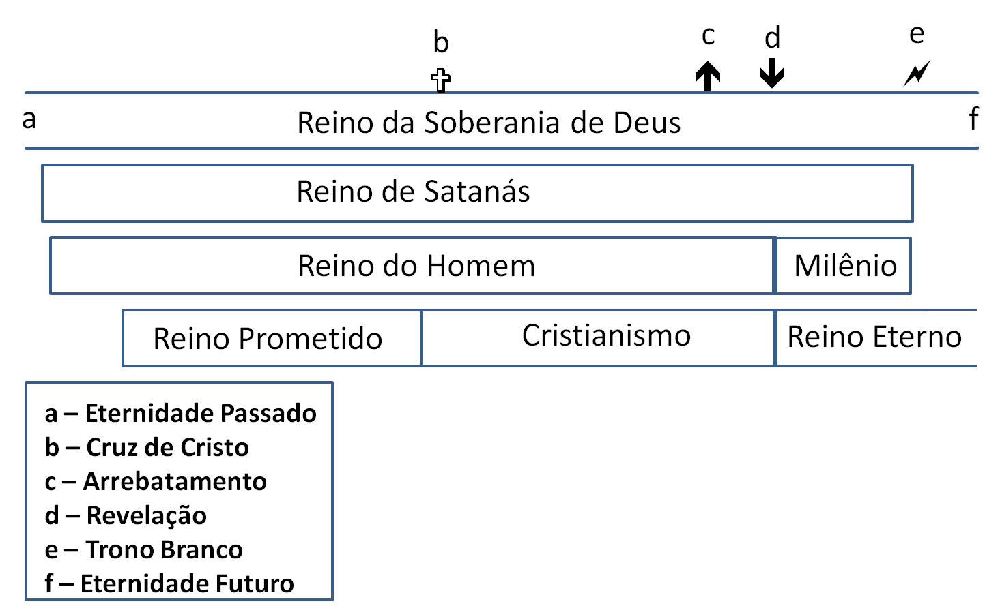 b
c
d
e
a
Reino da Soberania de Deus
f
Reino de Satanás
Reino do Homem
Milênio
Reino Prometido
Cristianismo
Reino Eterno
a – Eternidade Passado
b – Cruz de Cristo
c – Arrebatamento
d – Revelação
e – Trono Branco
f – Eternidade Futuro